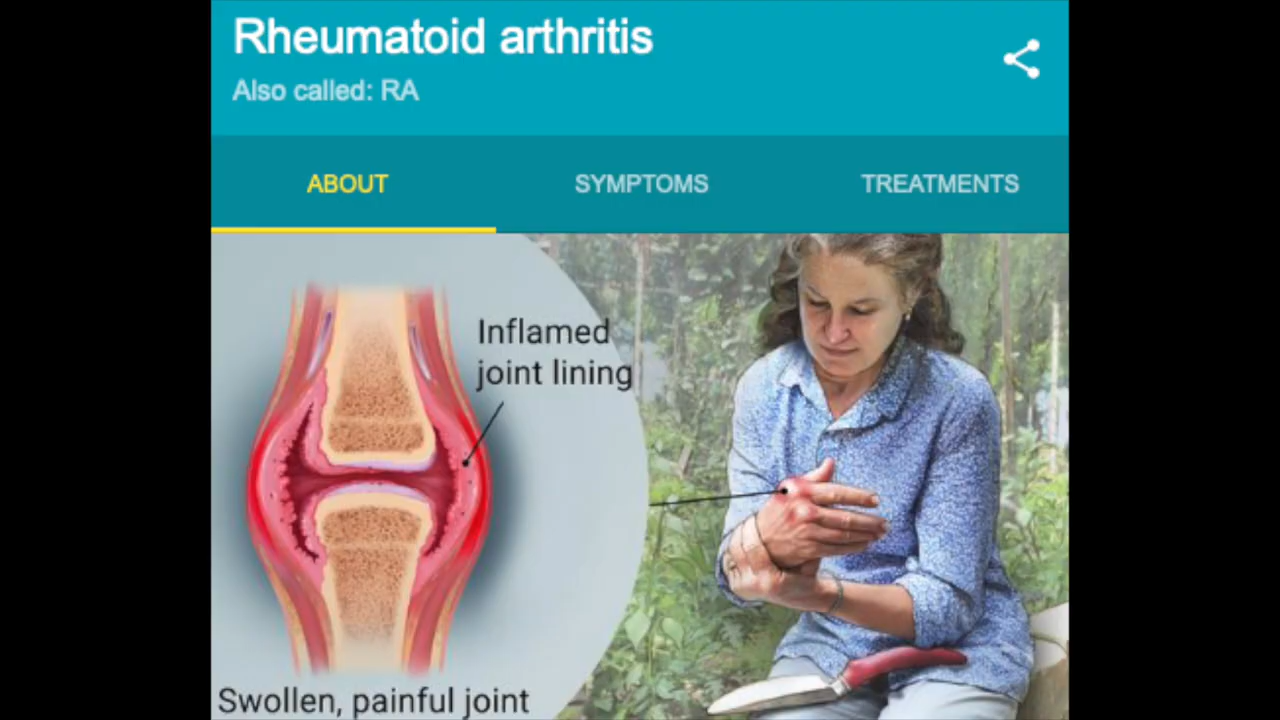 Rheumatoid arthritis
Also called: RA
ABOUT
SYMPTOMS
TREATMENTS
Inflamed
joint lining
Swollen, painful joint